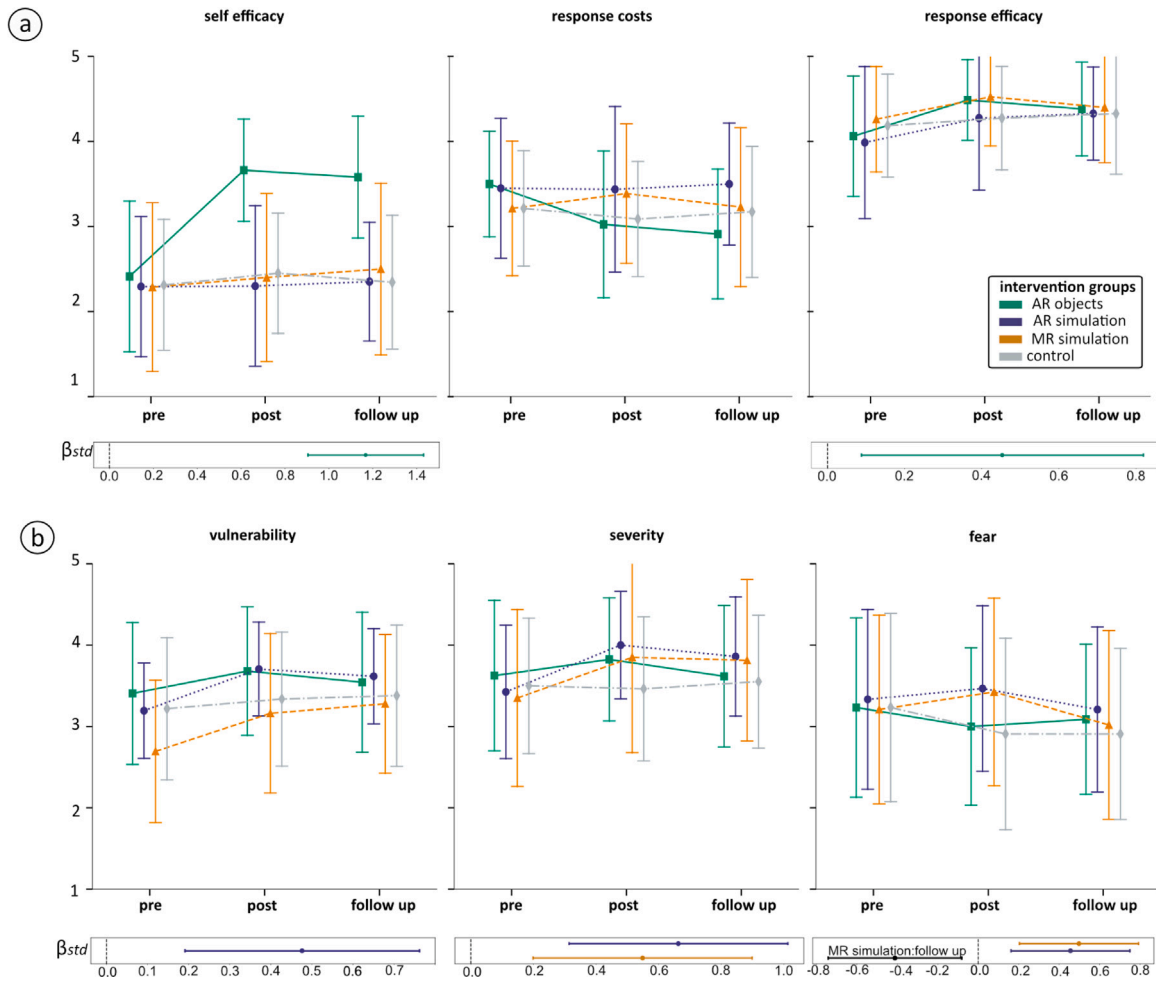 a
self efficacy
response costs
response efficacy
5
4
3
2
1
pre post follow up
pre post follow up
pre post follow up
intervention groups
AR objects
AR simulation
MR simulation
control
βstd
0.0 0.2 0.4 0.6 0.8 1.0 1.2 1.4
0.0 0.2 0.4 0.6 0.8
b
vulnerability
severity
fear
5
4
3
2
1
5
4
3
2
1
pre post follow up
pre post follow up
pre post follow up
βstd
0.0 0.1 0.2 0.3 0.4 0.5 0.6 0.7
0.0 0.2 0.4 0.6 0.8 1.0
MR simulation:follow up
-0.8 -0.6 -0.4 -0.2 0.0 0.2 0.4 0.6 0.8